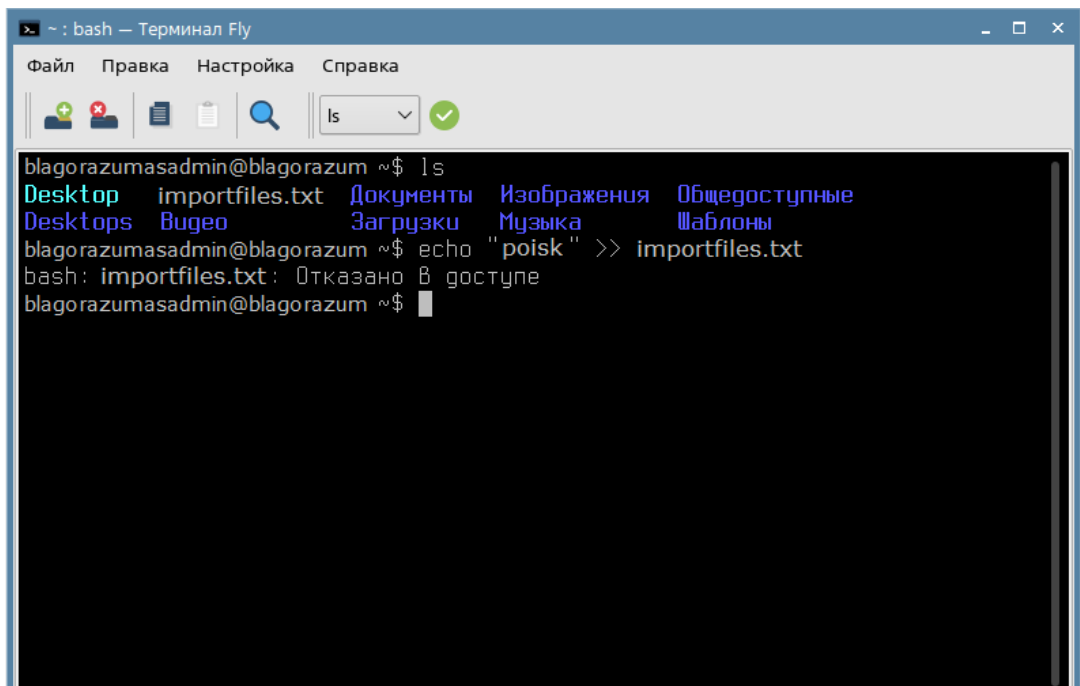 ~ : bash — Терминал Fly
Файл Правка Настройка Справка
ls
blagorazumasadmin@blagorazum ~$ ls
Desktop importfiles.txt Документы Изображения Общедоступные
Desktops Видео Загрузки Музыка Шаблоны
blagorazumasadmin@blagorazum ~$ echo "poisk" >> importfiles.txt
bash: importfiles.txt: Отказано в доступе
blagorazumasadmin@blagorazum ~$